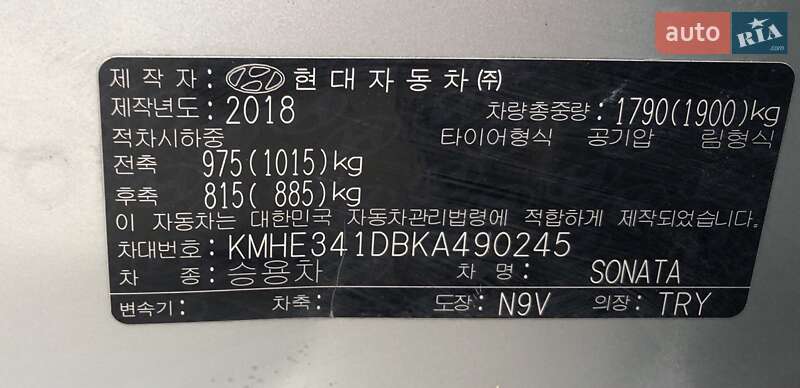 auto RIA.com
제 작 자 : 현대자동차㈜
제작년도: 2018 차량총중량: 1790(1900)kg
적차시하중 타이어형식 공기압 림형식
전축 975(1015)kg
후축 815( 885)kg
이 자동차는 대한민국 자동차관리법령에 적합하게 제작되었습니다.
차대번호: KMHE341DBKA490245
차 종: 승용차 차 명: SONATA
변속기: 차축: 도장: N9V 의장: TRY